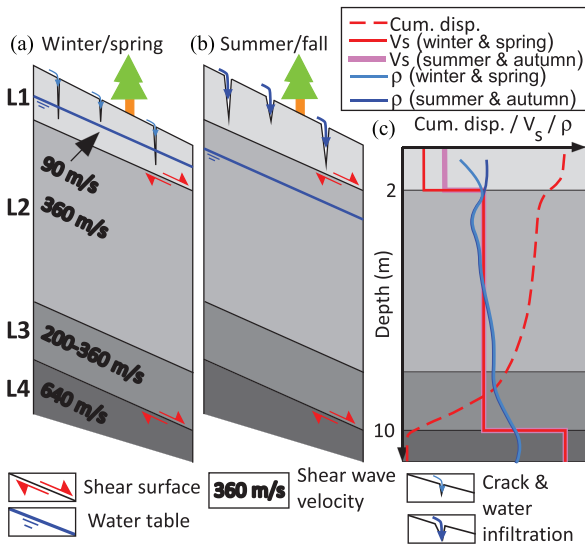 Cum. disp.
Vs (winter & spring)
Vs (summer & autumn)
ρ (winter & spring)
ρ (summer & autumn)
(a) Winter/spring
(b) Summer/fall
(c) Cum. disp. / VS / ρ
L1
90 m/s
L2
360 m/s
L3
200-360 m/s
L4
640 m/s
2
Depth (m)
10
Shear surface
Water table
360 m/s
Shear wave
velocity
Crack &
water
infiltration